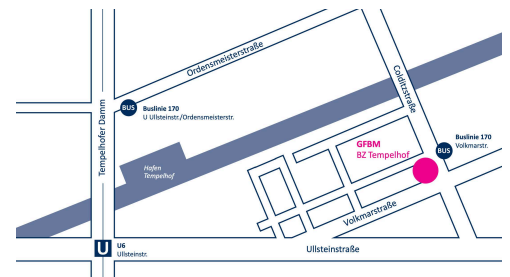 Ordensmeisterstraße
Colditzstraße
Tempelhofer Damm
BUS
Buslinie 170
U Ullsteinstr./Ordensmeisterstr.
Hafen
Tempelhof
GFBM
BZ Tempelhof
Buslinie 170
BUS
Volkmarstr.
Volkmarstraße
U
U6
Ullsteinstr.
Ullsteinstraße